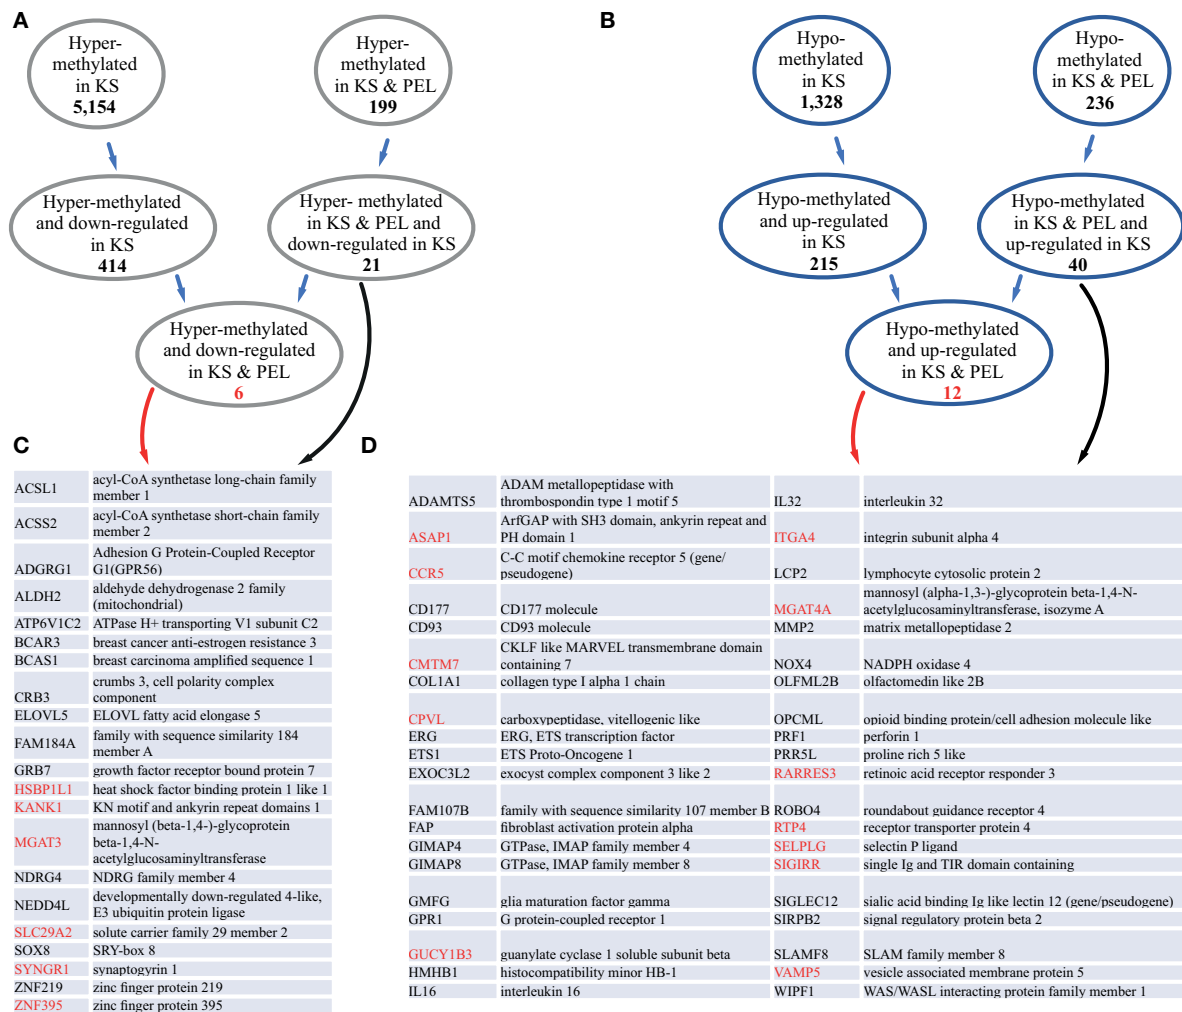 A
Hyper-
methylated
in KS
5,154
Hyper-
methylated
in KS & PEL
199
Hyper-methylated
and down-regulated
in KS
414
Hyper- methylated
in KS & PEL and
down-regulated in KS
21
Hyper-methylated
and down-regulated
in KS & PEL
6
B
Hypo-
methylated
in KS
1,328
Hypo-
methylated
in KS & PEL
236
Hypo-methylated
and up-regulated
in KS
215
Hypo-methylated
in KS & PEL and
up-regulated in KS
40
Hypo-methylated
and up-regulated
in KS & PEL
12
C
ACSL1 acyl-CoA synthetase long-chain family
member 1
ACSS2 acyl-CoA synthetase short-chain family
member 2
ADGRG1 Adhesion G Protein-Coupled Receptor
G1(GPR56)
ALDH2 aldehyde dehydrogenase 2 family
(mitochondrial)
ATP6V1C2 ATPase H+ transporting V1 subunit C2
BCAR3 breast cancer anti-estrogen resistance 3
BCAS1 breast carcinoma amplified sequence 1
CRB3 crumbs 3, cell polarity complex
component
ELOVL5 ELOVL fatty acid elongase 5
FAM184A family with sequence similarity 184
member A
GRB7 growth factor receptor bound protein 7
HSBP1L1 heat shock factor binding protein 1 like 1
KANK1 KN motif and ankyrin repeat domains 1
MGAT3 mannosyl (beta-1,4-)-glycoprotein
beta-1,4-N-
acetylglucosaminyltransferase
NDRG4 NDRG family member 4
NEDD4L developmentally down-regulated 4-like,
E3 ubiquitin protein ligase
SLC29A2 solute carrier family 29 member 2
SOX8 SRY-box 8
SYNGR1 synaptogyrin 1
ZNF219 zinc finger protein 219
ZNF395 zinc finger protein 395
D
ADAMTS5 ADAM metallopeptidase with
thrombospondin type 1 motif 5
ASAP1 ArfGAP with SH3 domain, ankyrin repeat and
PH domain 1
CCR5 C-C motif chemokine receptor 5 (gene/
pseudogene)
CD177 CD177 molecule
CD93 CD93 molecule
CMTM7 CKLF like MARVEL transmembrane domain
containing 7
COL1A1 collagen type I alpha 1 chain
CPVL carboxypeptidase, vitellogenic like
ERG ERG, ETS transcription factor
ETS1 ETS Proto-Oncogene 1
EXOC3L2 exocyst complex component 3 like 2
FAM107B family with sequence similarity 107 member B
FAP fibroblast activation protein alpha
GIMAP4 GTPase, IMAP family member 4
GIMAP8 GTPase, IMAP family member 8
GMFG glia maturation factor gamma
GPR1 G protein-coupled receptor 1
GUCY1B3 guanylate cyclase 1 soluble subunit beta
HMHB1 histocompatibility minor HB-1
IL16 interleukin 16
IL32 interleukin 32
ITGA4 integrin subunit alpha 4
LCP2 lymphocyte cytosolic protein 2
MGAT4A mannosyl (alpha-1,3-)-glycoprotein beta-1,4-N-
acetylglucosaminyltransferase, isozyme A
MMP2 matrix metallopeptidase 2
NOX4 NADPH oxidase 4
OLFML2B olfactomedin like 2B
OPCML opioid binding protein/cell adhesion molecule like
PRF1 perforin 1
PRR5L proline rich 5 like
RARRES3 retinoic acid receptor responder 3
ROBO4 roundabout guidance receptor 4
RTP4 receptor transporter protein 4
SELPLG selectin P ligand
SIGIRR single Ig and TIR domain containing
SIGLEC12 sialic acid binding Ig like lectin 12 (gene/pseudogene)
SIRPB2 signal regulatory protein beta 2
SLAMF8 SLAM family member 8
VAMP5 vesicle associated membrane protein 5
WIPF1 WAS/WASL interacting protein family member 1